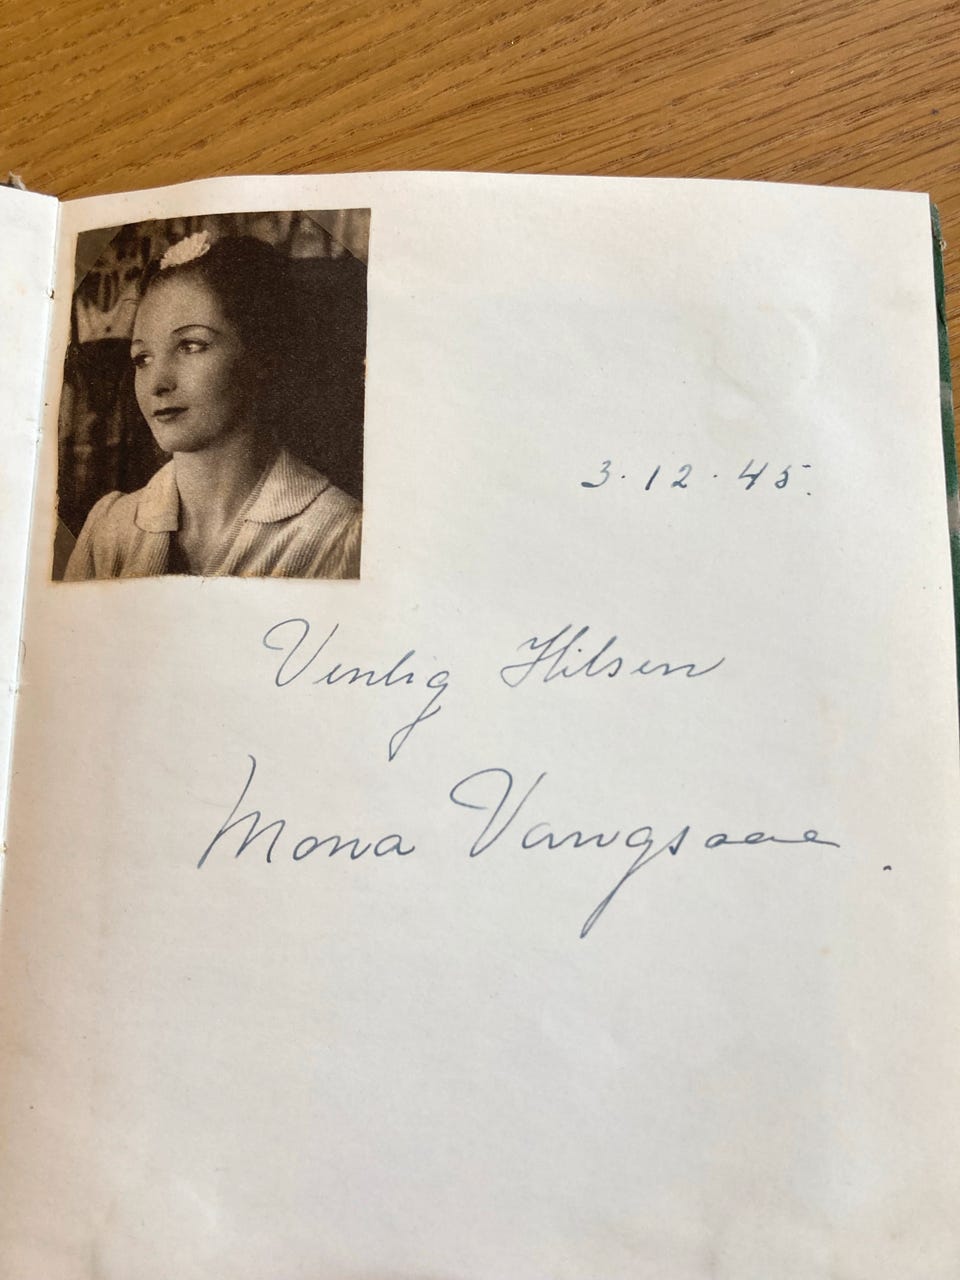 3.12.45.
Venlig Hilsen
Mona Vangsaae.